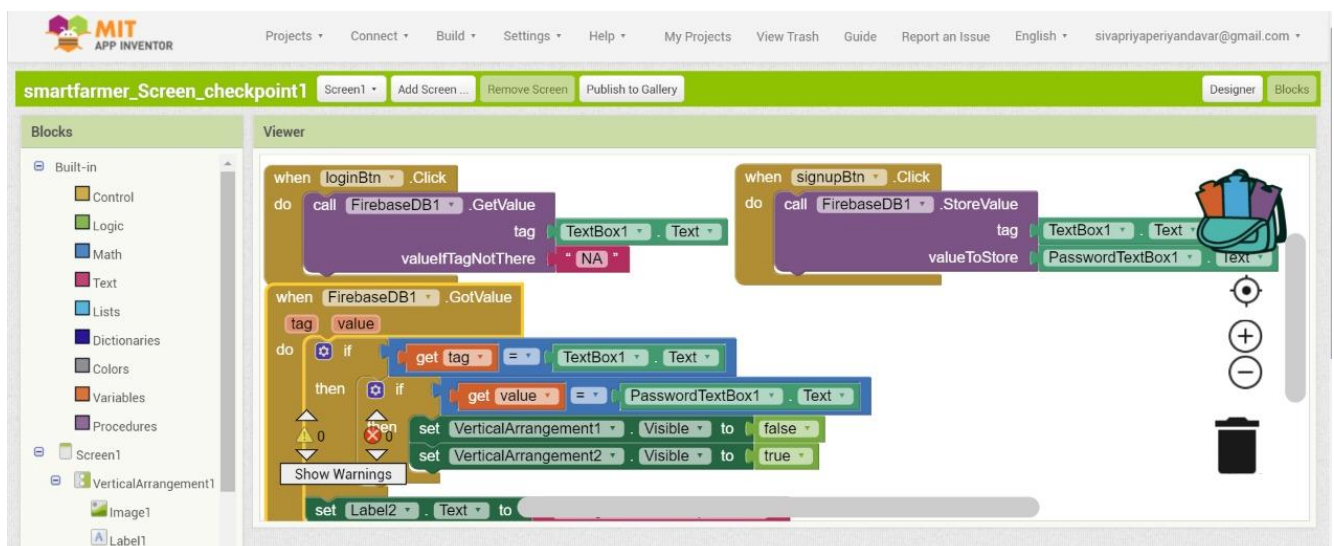 MIT
APP INVENTOR
Projects Connect Build Settings Help My Projects View Trash Guide Report an Issue English sivapriyaperiyandavar@gmail.com
smartfarmer_Screen_checkpoint1 Screen1 Add Screen ... Remove Screen Publish to Gallery Designer Blocks
Blocks
Built-in
Control
Logic
Math
Text
Lists
Dictionaries
Colors
Variables
Procedures
Screen1
VerticalArrangement1
Image1
Label1
Viewer
when loginBtn .Click
do call FirebaseDB1 .GetValue
tag TextBox1 . Text
valueIfTagNotThere " NA "
when signupBtn .Click
do call FirebaseDB1 .StoreValue
tag TextBox1 . Text
valueToStore PasswordTextBox1 . Text
when FirebaseDB1 .GotValue
tag value
do if get tag = TextBox1 . Text
then if get value = PasswordTextBox1 . Text
then set VerticalArrangement1 . Visible to false
set VerticalArrangement2 . Visible to true
set Label2 . Text to
0 0
Show Warnings